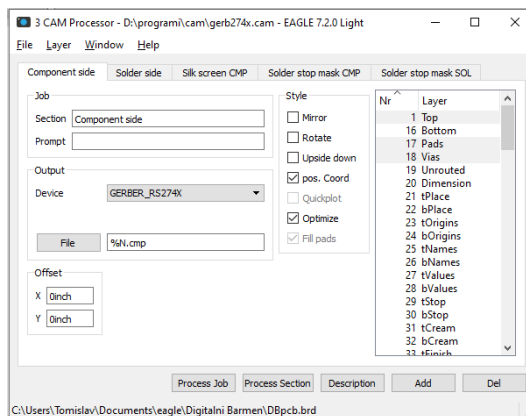 3 CAM Processor - D:\programi\cam\gerb274x.cam - EAGLE 7.2.0 Light
File Layer Window Help
Component side Solder side Silk screen CMP Solder stop mask CMP Solder stop mask SOL
Job
Section Component side
Prompt
Output
Device GERBER_RS274X
File %N.cmp
Offset
X 0inch
Y 0inch
Style
Mirror
Rotate
Upside down
pos. Coord
Quickplot
Optimize
Fill pads
Nr Layer
1 Top
16 Bottom
17 Pads
18 Vias
19 Unrouted
20 Dimension
21 tPlace
22 bPlace
23 tOrigins
24 bOrigins
25 tNames
26 bNames
27 tValues
28 bValues
29 tStop
30 bStop
31 tCream
32 bCream
33 tFinish
Process Job Process Section Description Add Del
C:\Users\Tomislav\Documents\eagle\Digitalni Barmen\DBpcb.brd